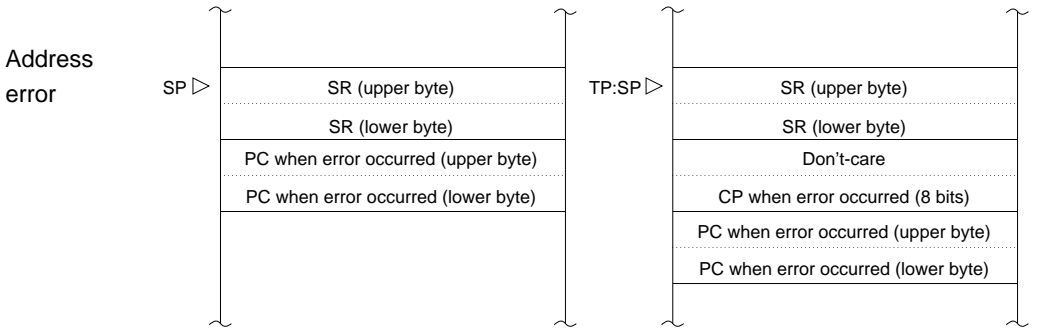 Address
error
SP
SR (upper byte)
SR (lower byte)
PC when error occurred (upper byte)
PC when error occurred (lower byte)
TP:SP
SR (upper byte)
SR (lower byte)
Don't-care
CP when error occurred (8 bits)
PC when error occurred (upper byte)
PC when error occurred (lower byte)